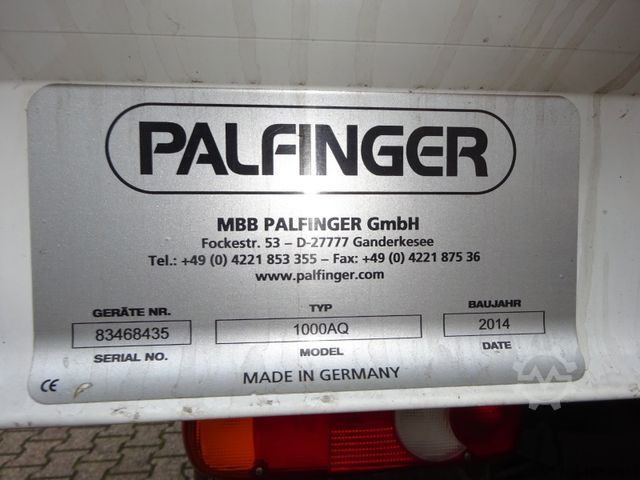 PALFINGER
MBB PALFINGER GmbH
Fockestr. 53 – D-27777 Ganderkesee
Tel.: +49 (0) 4221 853 355 – Fax: +49 (0) 4221 875 36
www.palfinger.com
GERÄTE NR. TYP BAUJAHR
83468435 1000AQ 2014
SERIAL NO. MODEL DATE
CE MADE IN GERMANY